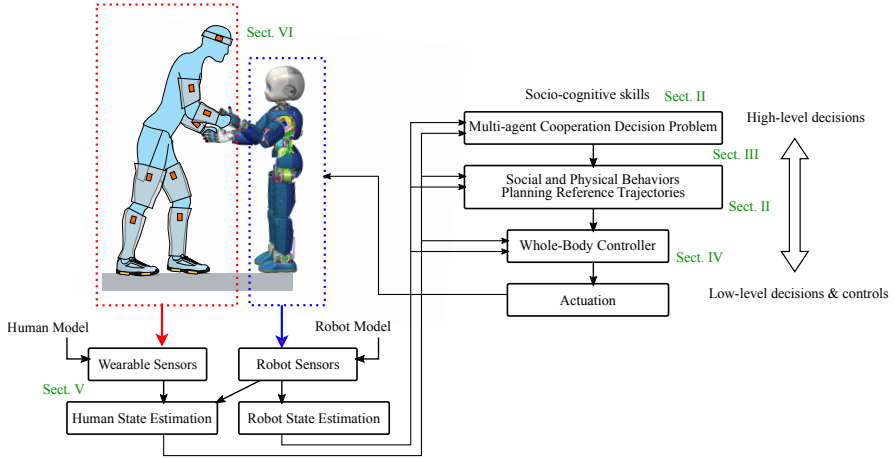 Sect. VI
Socio-cognitive skills
Sect. II
High-level decisions
Multi-agent Cooperation Decision Problem
Sect. III
Social and Physical Behaviors
Planning Reference Trajectories
Sect. II
Whole-Body Controller
Sect. IV
Actuation
Low-level decisions & controls
Human Model
Robot Model
Wearable Sensors
Robot Sensors
Sect. V
Human State Estimation
Robot State Estimation